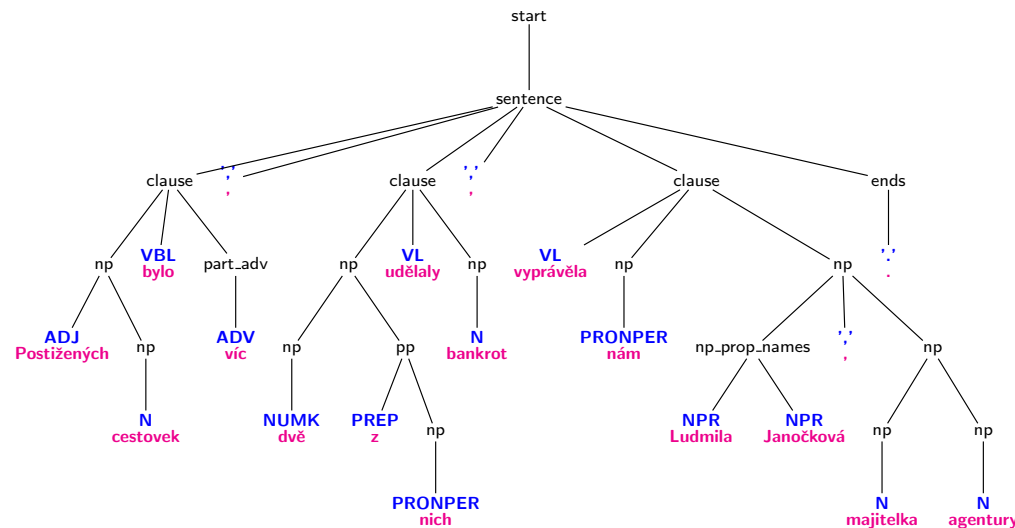 start
sentence
clause ',' clause ',' clause ends
, ,
np VBL part_adv np VL np VL np np '.'
bylo udělaly vyprávěla .
ADJ np ADV np pp N PRONPER np_prop_names ',' np
Postižených víc bankrot nám ,
N NUMK PREP np NPR NPR np np
cestovek dvě z Ludmila Janočková
PRONPER N N
nich majitelka agentury